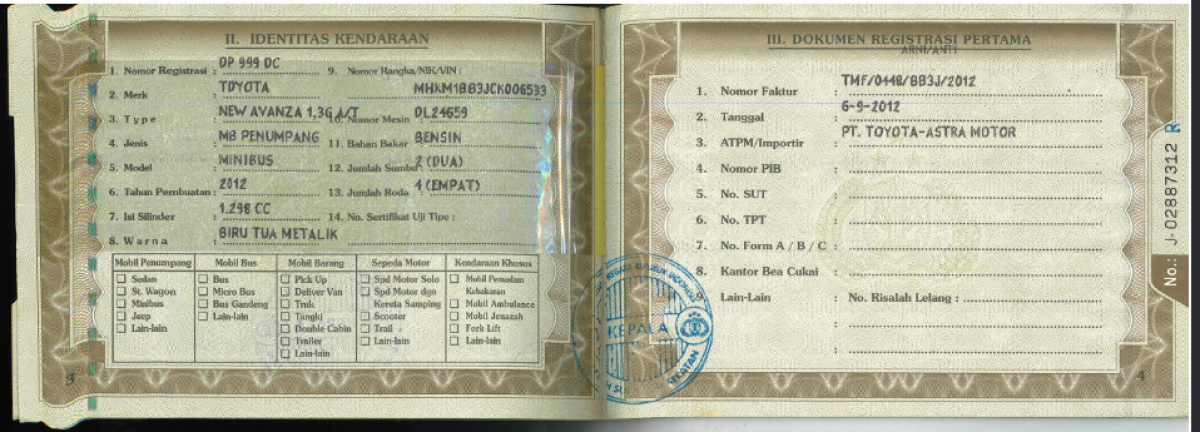 II. IDENTITAS KENDARAAN
1. Nomor Registrasi : DP 999 DC
2. Merk : TOYOTA
3. Type : NEW AVANZA 1,3G A/T
4. Jenis : MB PENUMPANG
5. Model : MINIBUS
6. Tahun Pembuatan : 2012
7. Isi Silinder : 1.298 CC
8. Warna : BIRU TUA METALIK
9. Nomor Rangka/NIK/VIN :
MHKM1BB3JCK006533
10. Nomor Mesin DL24659
11. Bahan Bakar BENSIN
12. Jumlah Sumbu 2 (DUA)
13. Jumlah Roda 4 (EMPAT)
14. No. Sertifikat Uji Tipe :
Mobil Penumpang
Sedan
St. Wagon
Minibus
Jeep
Lain-lain
Mobil Bus
Bus
Micro Bus
Bus Gandeng
Lain-lain
Mobil Barang
Pick Up
Deliver Van
Truk
Tangki
Double Cabin
Trailer
Lain-lain
Sepeda Motor
Spd Motor Solo
Spd Motor dgn
Kereta Samping
Scooter
Trail
Lain-lain
Kendaraan Khusus
Mobil Pemadam
Kebakaran
Mobil Ambulance
Mobil Jenazah
Fork Lift
Lain-lain
3
III. DOKUMEN REGISTRASI PERTAMA
ARNI/ANTI
1. Nomor Faktur : TMF/0448/BB3J/2012
2. Tanggal : 6-9-2012
3. ATPM/Importir : PT. TOYOTA-ASTRA MOTOR
4. Nomor PIB :
5. No. SUT :
6. No. TPT :
7. No. Form A / B / C :
8. Kantor Bea Cukai :
9. Lain-Lain : No. Risalah Lelang :
4
KEPALA
SELATAN
No.: J-02887312 R